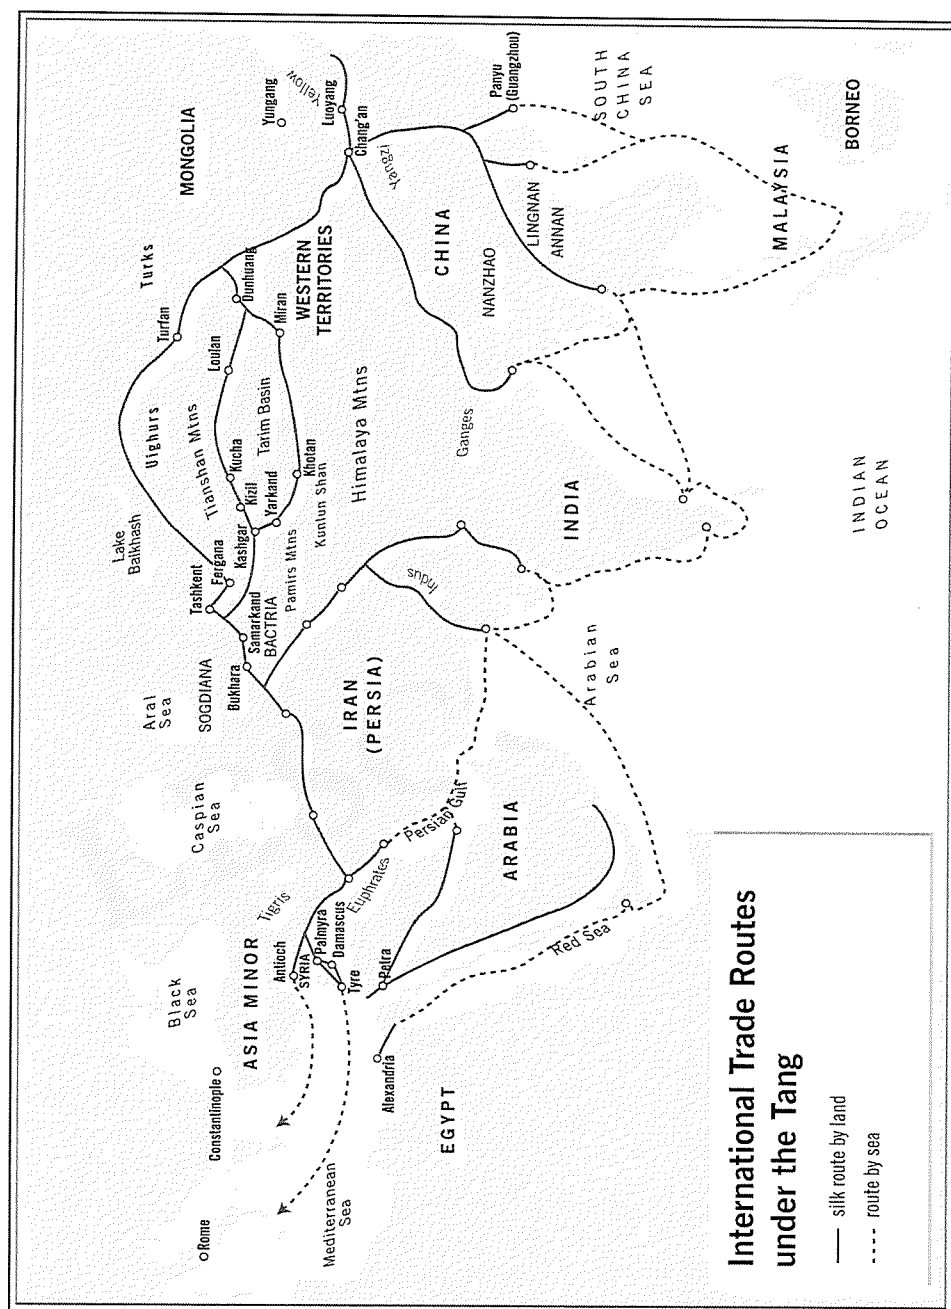 Rome
Constantinople
Black
Sea
Caspian
Sea
Aral
Sea
Lake
Balkhash
Uighurs
Turfan
Turks
MONGOLIA
Yungang
Yellow
Luoyang
Chang'an
ASIA MINOR
Antioch
SYRIA
Palmyra
Damascus
Tyre
Tigris
Euphrates
SOGDIANA
Bukhara
Samarkand
BACTRIA
Tashkent
Fergana
Kashgar
Tianshan Mtns
Kizil
Kucha
Loulan
Dunhuang
Tarim Basin
Yarkand
Khotan
Miran
WESTERN
TERRITORIES
Pamirs Mtns
Kunlun Shan
Himalaya Mtns
Mediterranean
Sea
Alexandria
EGYPT
Petra
Persian Gulf
ARABIA
Red Sea
IRAN
(PERSIA)
Indus
Ganges
INDIA
CHINA
Yangzi
NANZHAO
LINGNAN
ANNAN
Panyu
(Guangzhou)
SOUTH
CHINA
SEA
Arabian
Sea
INDIAN
OCEAN
MALAYSIA
BORNEO
International Trade Routes
under the Tang
silk route by land
route by sea